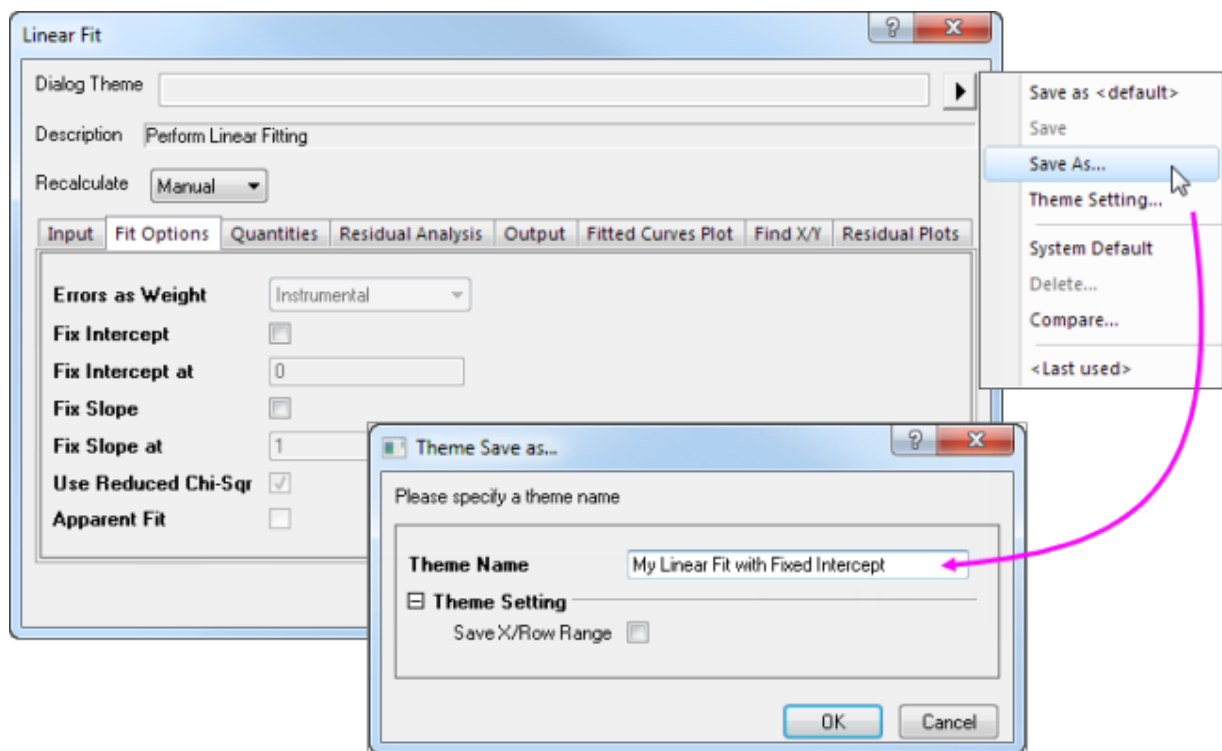 Linear Fit
Dialog Theme
Description Perform Linear Fitting
Recalculate Manual
Input Fit Options Quantities Residual Analysis Output Fitted Curves Plot Find X/Y Residual Plots
Errors as Weight Instrumental
Fix Intercept
Fix Intercept at 0
Fix Slope
Fix Slope at 1
Use Reduced Chi-Sqr
Apparent Fit
Save as <default>
Save
Save As...
Theme Setting...
System Default
Delete...
Compare...
<Last used>
Theme Save as...
Please specify a theme name
Theme Name My Linear Fit with Fixed Intercept
Theme Setting
Save X/Row Range
OK Cancel